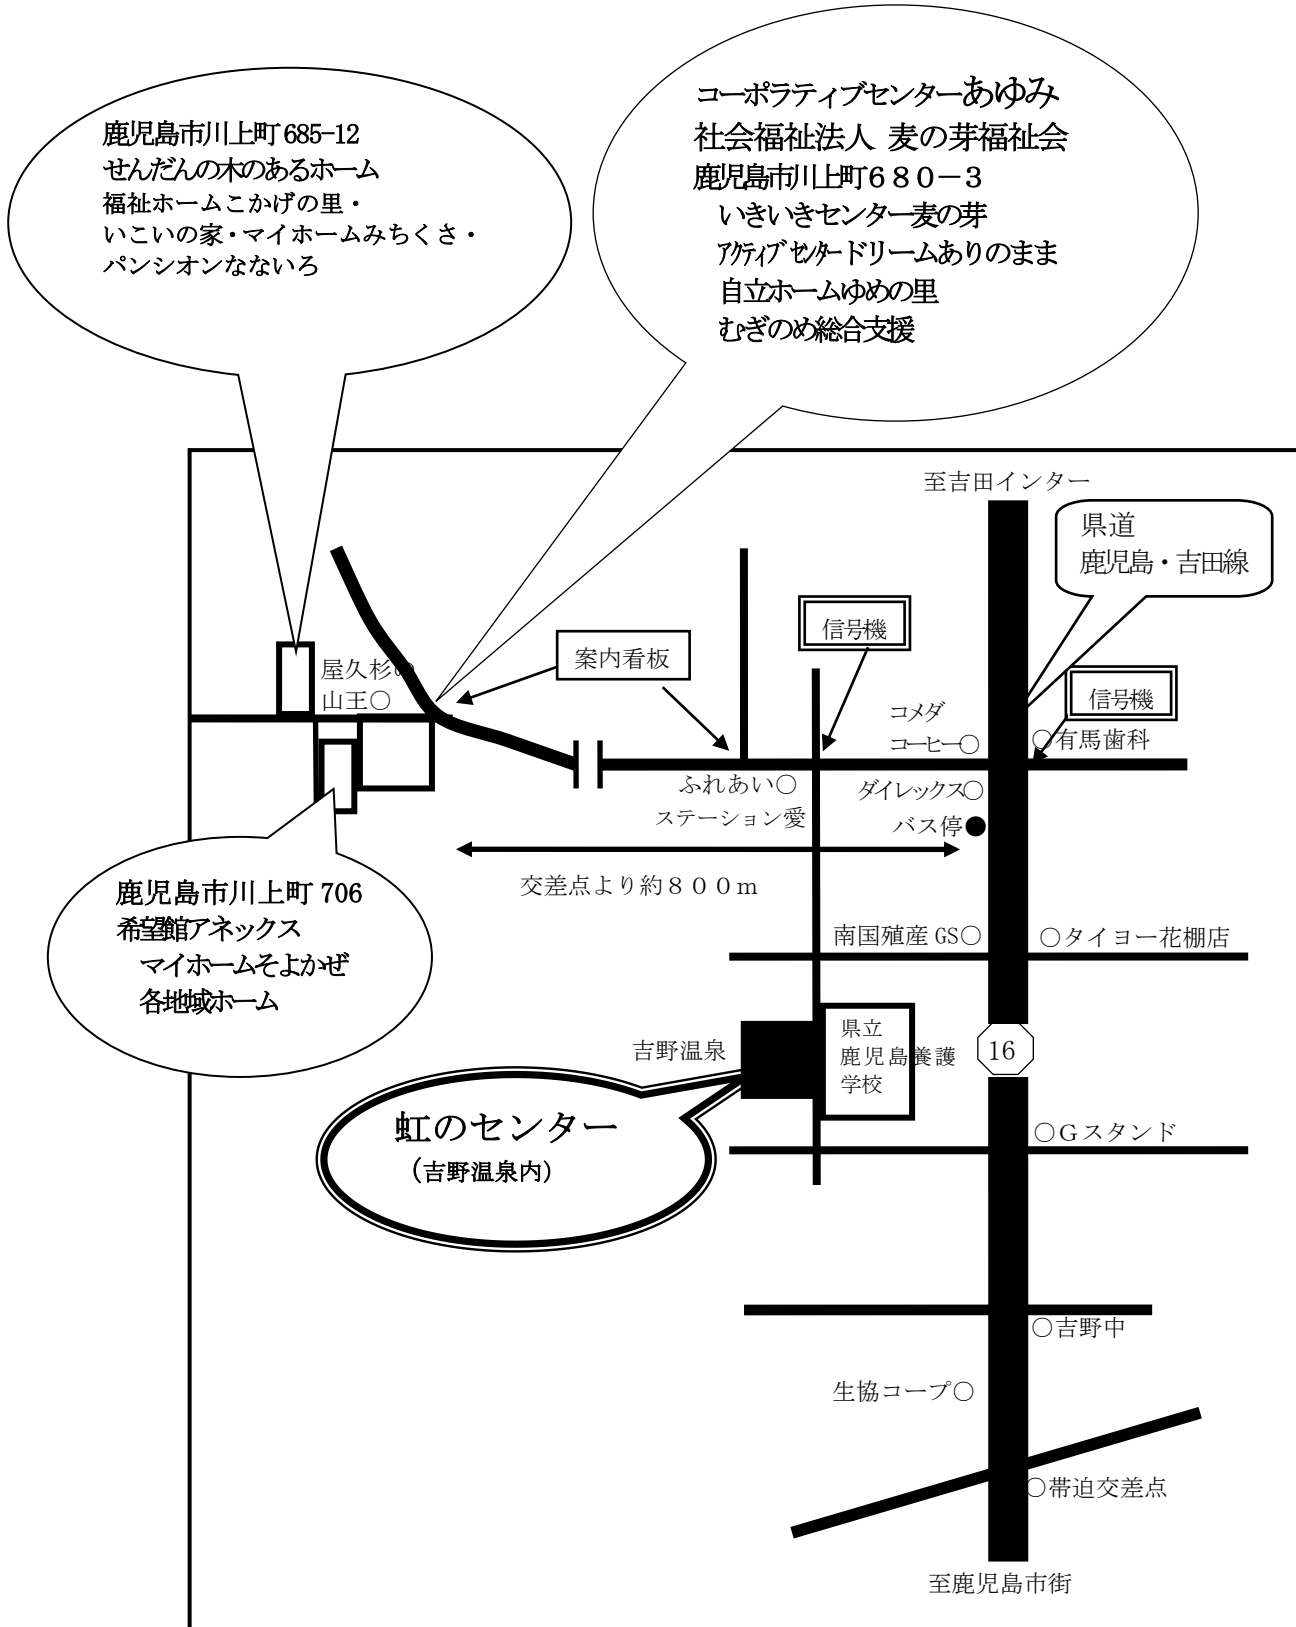 コーポラティブセンターあゆみ
社会福祉法人 麦の芽福祉会
鹿児島市川上町680－3
いきいきセンター麦の芽
アクティブセンタードリームありのまま
自立ホームゆめの里
むぎのめ総合支援
鹿児島市川上町 685-12
せんだんの木のあるホーム
福祉ホームこかげの里・
いこいの家・マイホームみちくさ・
パンシオンなないろ
至吉田インター
県道
鹿児島・吉田線
信号機
案内看板
屋久杉の
山王○
信号機
コメダ
コーヒー○
○有馬歯科
ふれあい○
ステーション愛
ダイレックス○
バス停●
交差点より約８００ｍ
鹿児島市川上町 706
希望館アネックス
マイホームそよかぜ
各地域ホーム
南国殖産 GS○
○タイヨー花棚店
吉野温泉
県立
鹿児島養護
学校
16
虹のセンター
（吉野温泉内）
○Ｇスタンド
○吉野中
生協コープ○
○帯迫交差点
至鹿児島市街